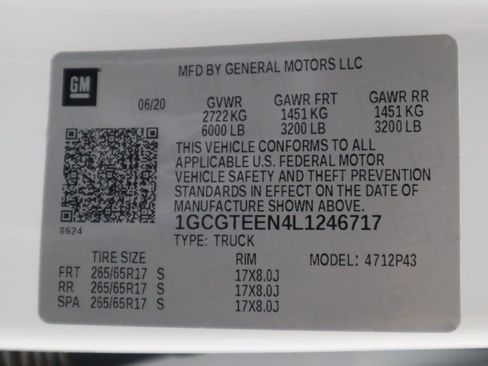 GM
MFD BY GENERAL MOTORS LLC
06/20 GVWR GAWR FRT GAWR RR
2722 KG 1451 KG 1451 KG
6000 LB 3200 LB 3200 LB
THIS VEHICLE CONFORMS TO ALL
APPLICABLE U.S. FEDERAL MOTOR
VEHICLE SAFETY AND THEFT PREVENTION
STANDARDS IN EFFECT ON THE DATE OF
MANUFACTURE SHOWN ABOVE.
8624
1GCGTEEN4L1246717
TYPE: TRUCK
TIRE SIZE RIM MODEL: 4712P43
FRT 265/65R17 S 17X8.0J
RR 265/65R17 S 17X8.0J
SPA 265/65R17 S 17X8.0J